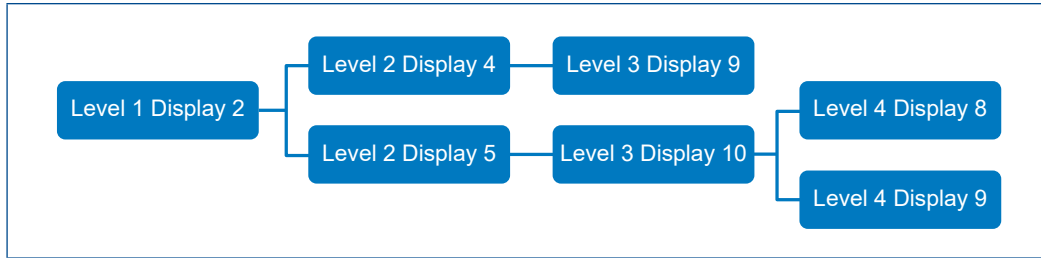 Level 2 Display 4
Level 3 Display 9
Level 1 Display 2
Level 4 Display 8
Level 2 Display 5
Level 3 Display 10
Level 4 Display 9